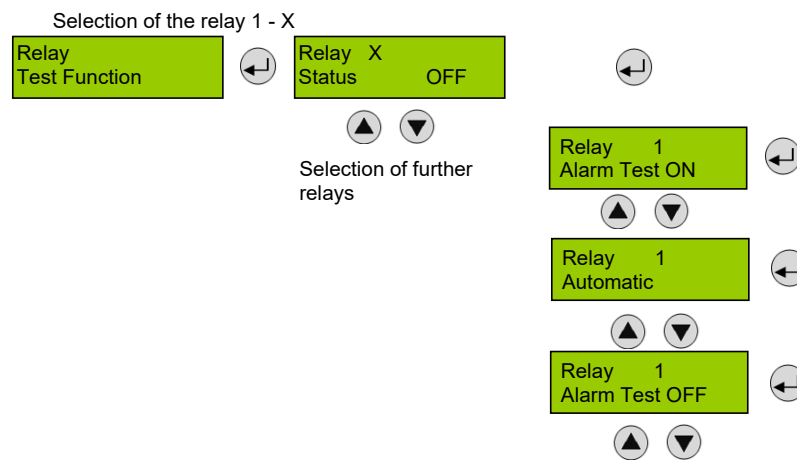 Selection of the relay 1 - X
Relay
Test Function
Relay X
Status OFF
Selection of further
relays
Relay 1
Alarm Test ON
Relay 1
Automatic
Relay 1
Alarm Test OFF